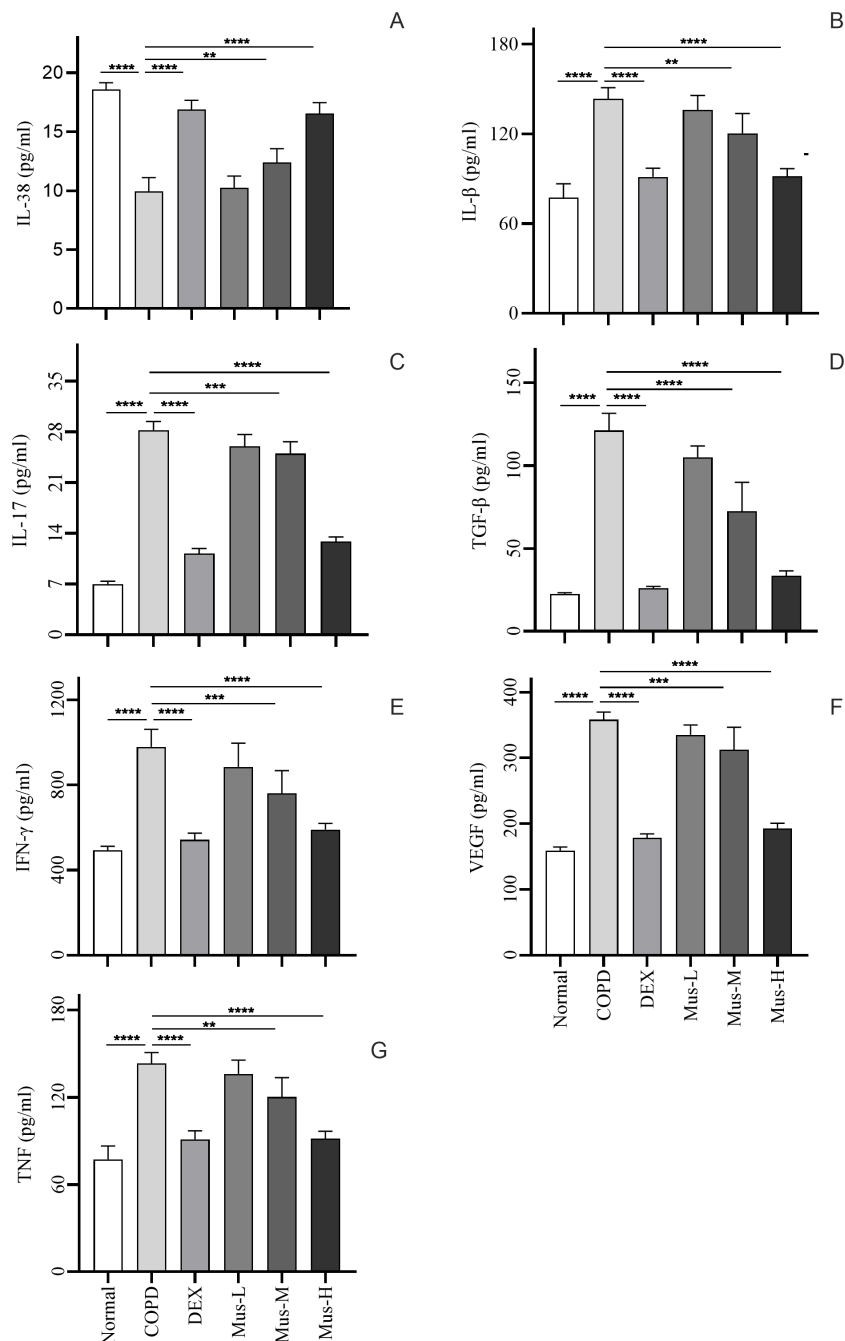 A
****
**
**** ****
20
15
10
5
0
IL-38 (pg/ml)
B
****
**
**** ****
180
120
60
0
IL-β (pg/ml)
C
****
***
**** ****
35
28
21
14
7
0
IL-17 (pg/ml)
D
****
****
**** ****
150
100
50
0
TGF-β (pg/ml)
E
****
***
**** ****
1200
800
400
0
IFN-γ (pg/ml)
F
****
***
**** ****
400
300
200
100
0
VEGF (pg/ml)
Normal
COPD
DEX
Mus-L
Mus-M
Mus-H
G
****
**
**** ****
180
120
60
0
TNF (pg/ml)
Normal
COPD
DEX
Mus-L
Mus-M
Mus-H